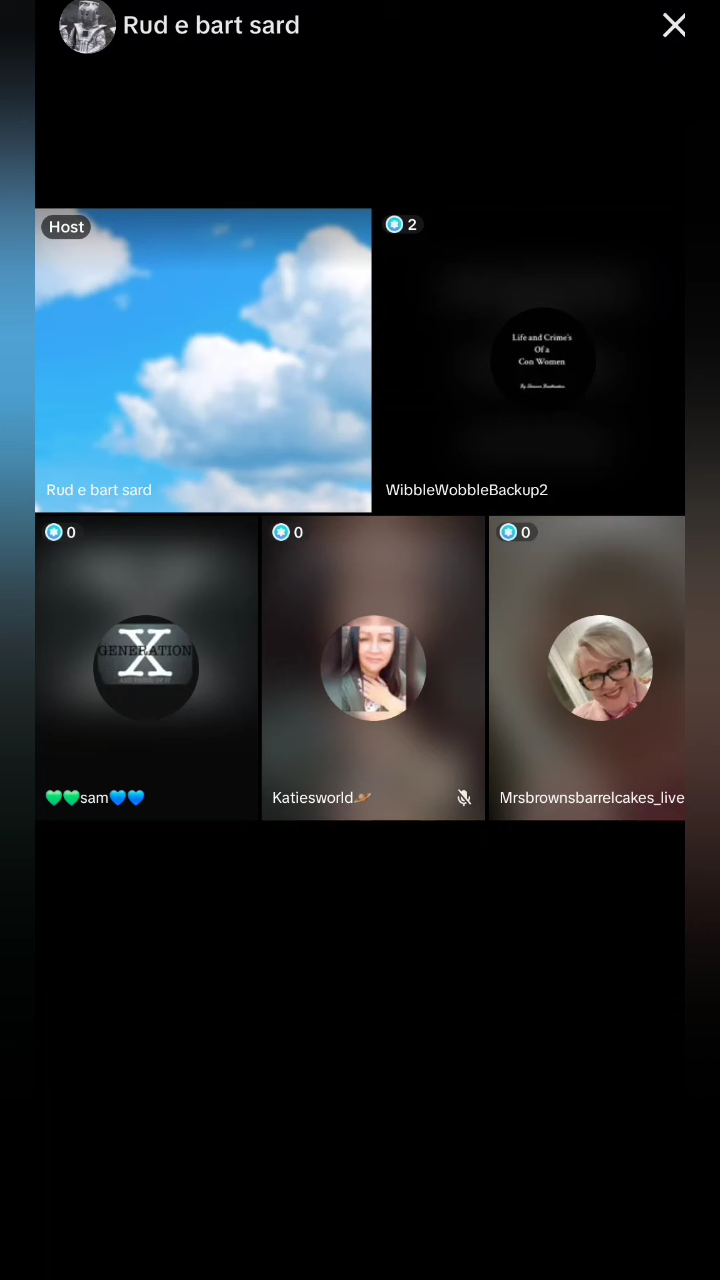 Rud e bart sard
Host
2
Life and Crime's
Of a
Con Women
Rud e bart sard
WibbleWobbleBackup2
0
0
0
GENERATION
X
💚💚sam💙💙
Katiesworld🪐
Mrsbrownsbarrelcakes_live